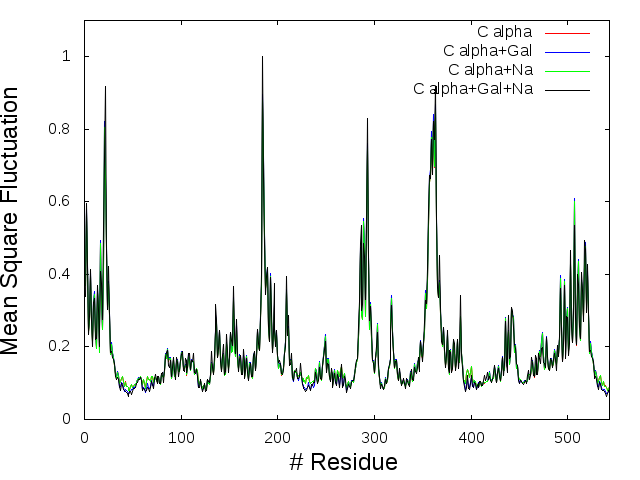 1
0.8
0.6
0.4
0.2
0
0
100
200
300
400
500
Mean Square Fluctuation
# Residue
C alpha
C alpha+Gal
C alpha+Na
C alpha+Gal+Na